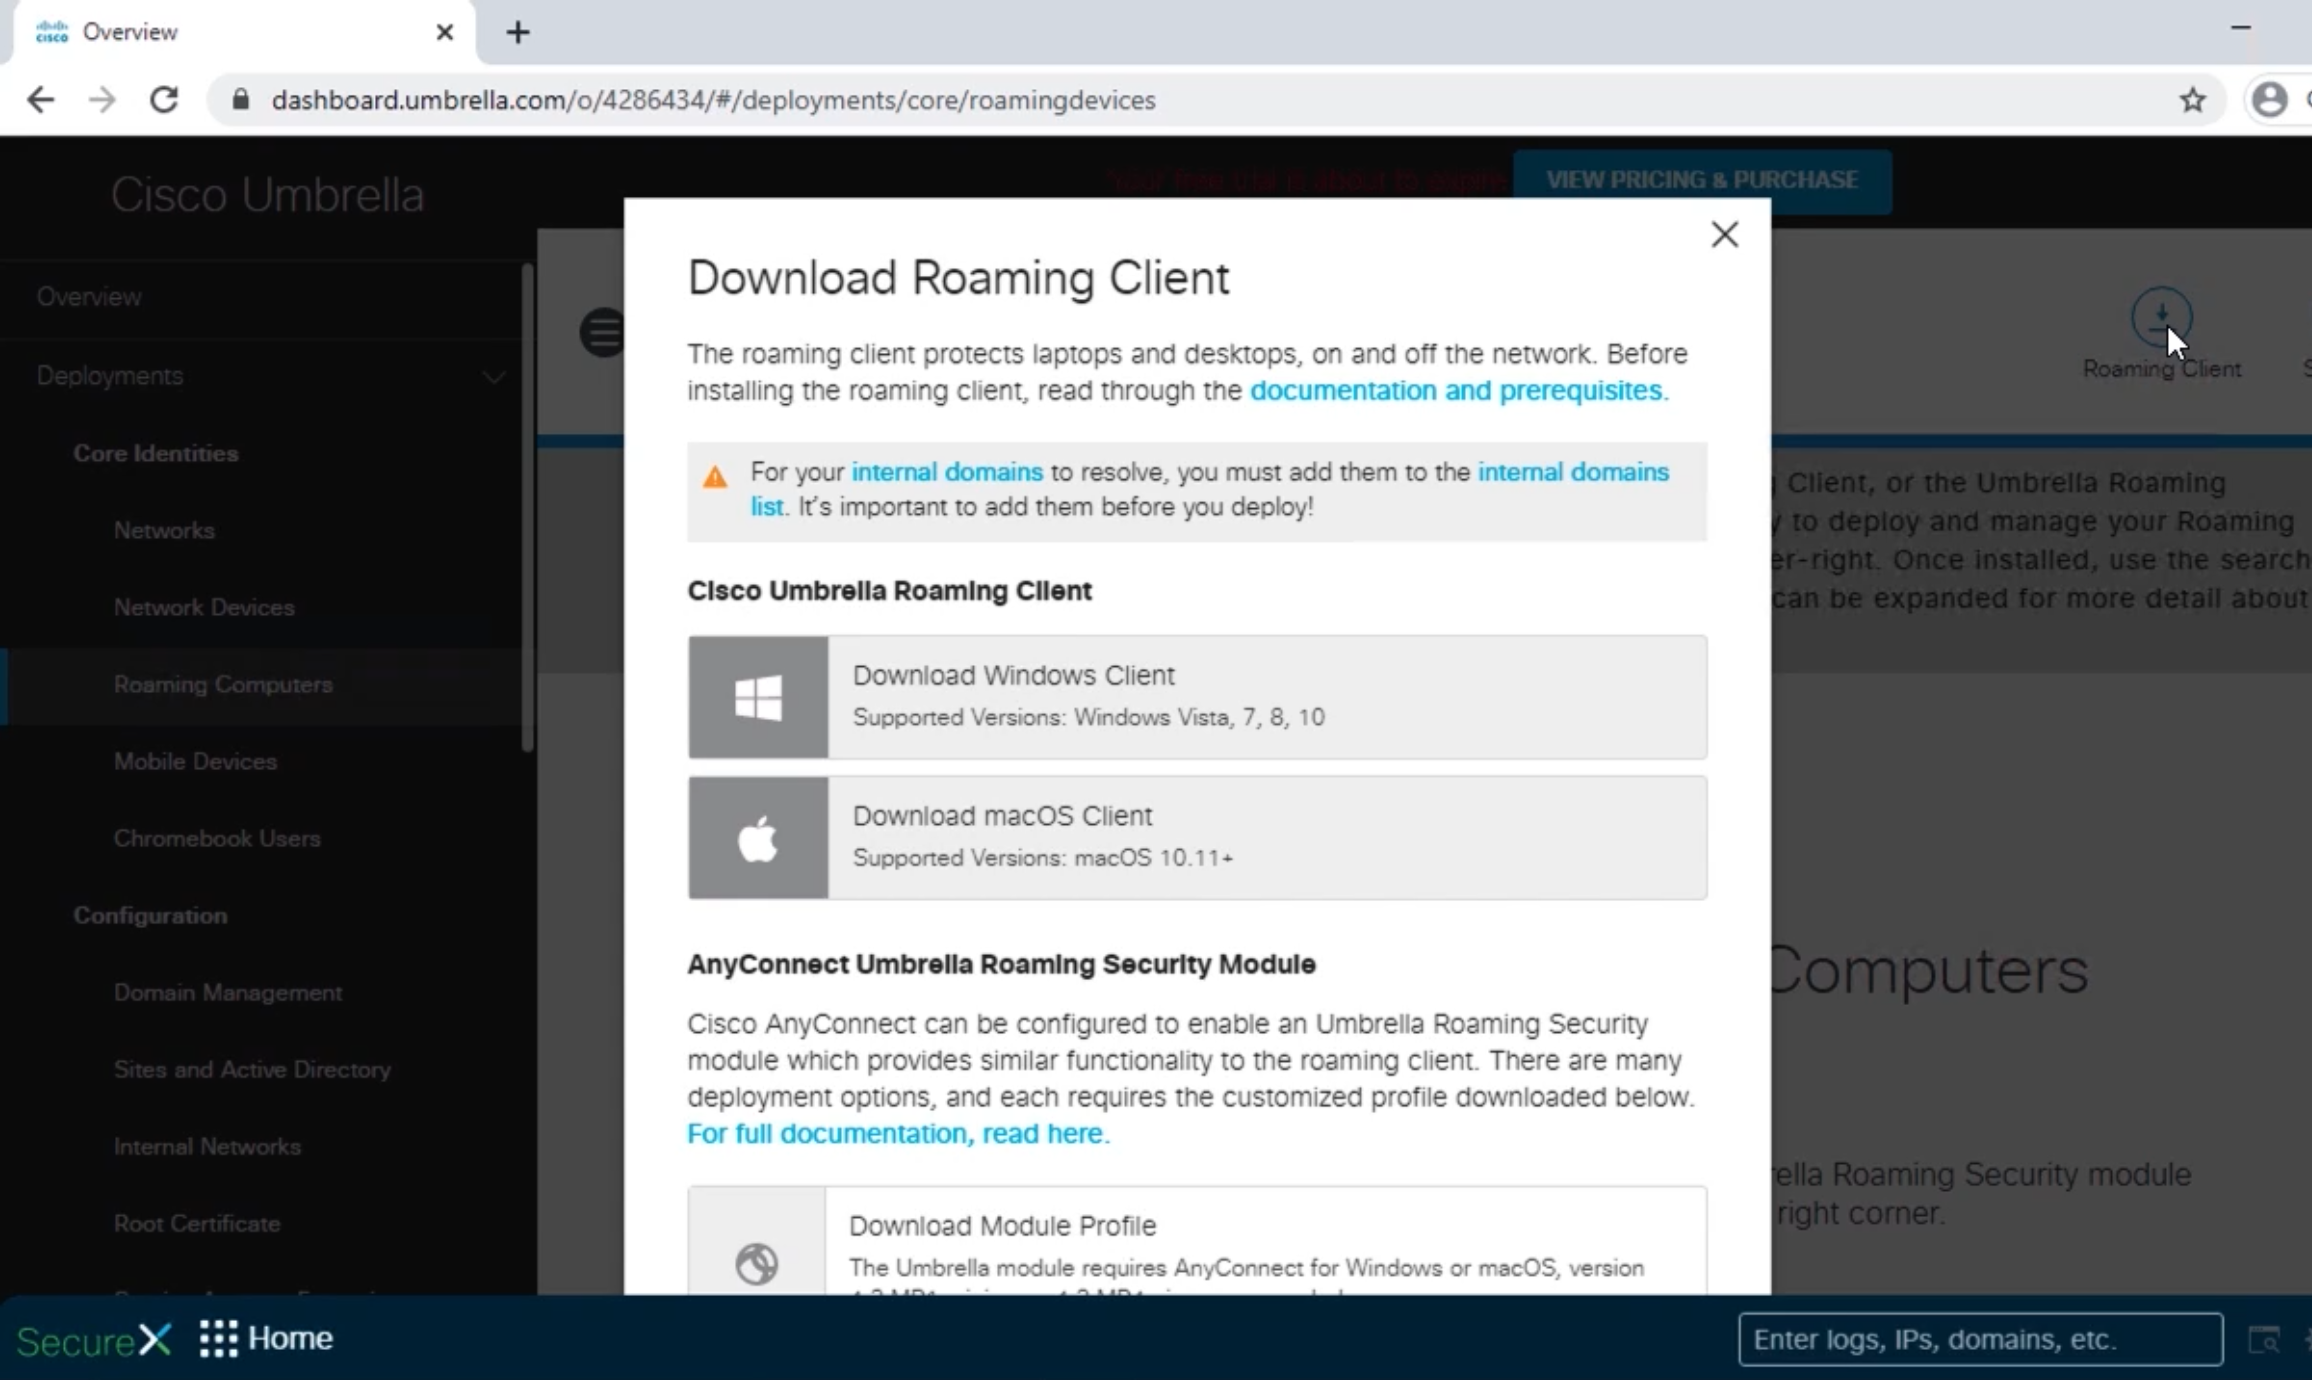 cisco Overview
dashboard.umbrella.com/o/4286434/#/deployments/core/roamingdevices
Cisco Umbrella
Your free trial is about to expire
VIEW PRICING & PURCHASE
Overview
Deployments
Core Identities
Networks
Network Devices
Roaming Computers
Mobile Devices
Chromebook Users
Configuration
Domain Management
Sites and Active Directory
Internal Networks
Root Certificate
Download Roaming Client
The roaming client protects laptops and desktops, on and off the network. Before
installing the roaming client, read through the documentation and prerequisites.
For your internal domains to resolve, you must add them to the internal domains
list. It's important to add them before you deploy!
Cisco Umbrella Roaming Client
Download Windows Client
Supported Versions: Windows Vista, 7, 8, 10
Download macOS Client
Supported Versions: macOS 10.11+
AnyConnect Umbrella Roaming Security Module
Cisco AnyConnect can be configured to enable an Umbrella Roaming Security
module which provides similar functionality to the roaming client. There are many
deployment options, and each requires the customized profile downloaded below.
For full documentation, read here.
Download Module Profile
The Umbrella module requires AnyConnect for Windows or macOS, version
Roaming Client
Client, or the Umbrella Roaming
to deploy and manage your Roaming
er-right. Once installed, use the search
can be expanded for more detail about
Computers
ella Roaming Security module
right corner.
SecureX Home
Enter logs, IPs, domains, etc.